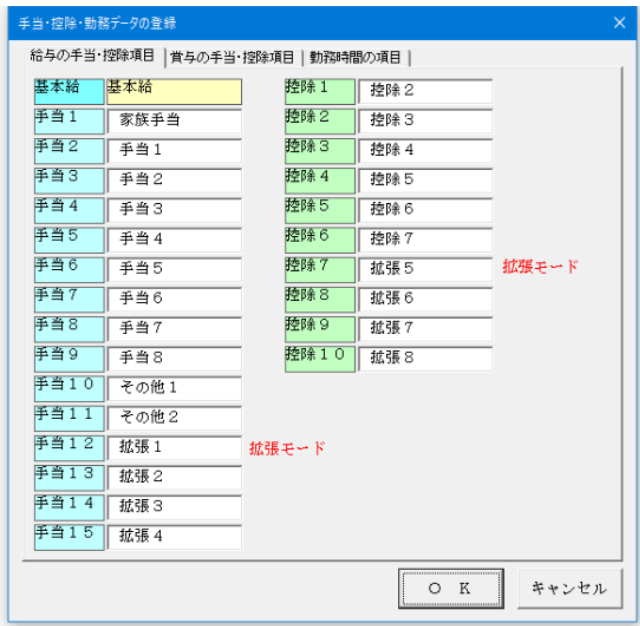 手当・控除・勤務データの登録
給与の手当・控除項目 賞与の手当・控除項目 勤務時間の項目
基本給 基本給
手当１ 家族手当
手当２ 手当１
手当３ 手当２
手当４ 手当３
手当５ 手当４
手当６ 手当５
手当７ 手当６
手当８ 手当７
手当９ 手当８
手当１０ その他１
手当１１ その他２
手当１２ 拡張１ 拡張モード
手当１３ 拡張２
手当１４ 拡張３
手当１５ 拡張４
控除１ 控除２
控除２ 控除３
控除３ 控除４
控除４ 控除５
控除５ 控除６
控除６ 控除７
控除７ 拡張５ 拡張モード
控除８ 拡張６
控除９ 拡張７
控除１０ 拡張８
ＯＫ キャンセル